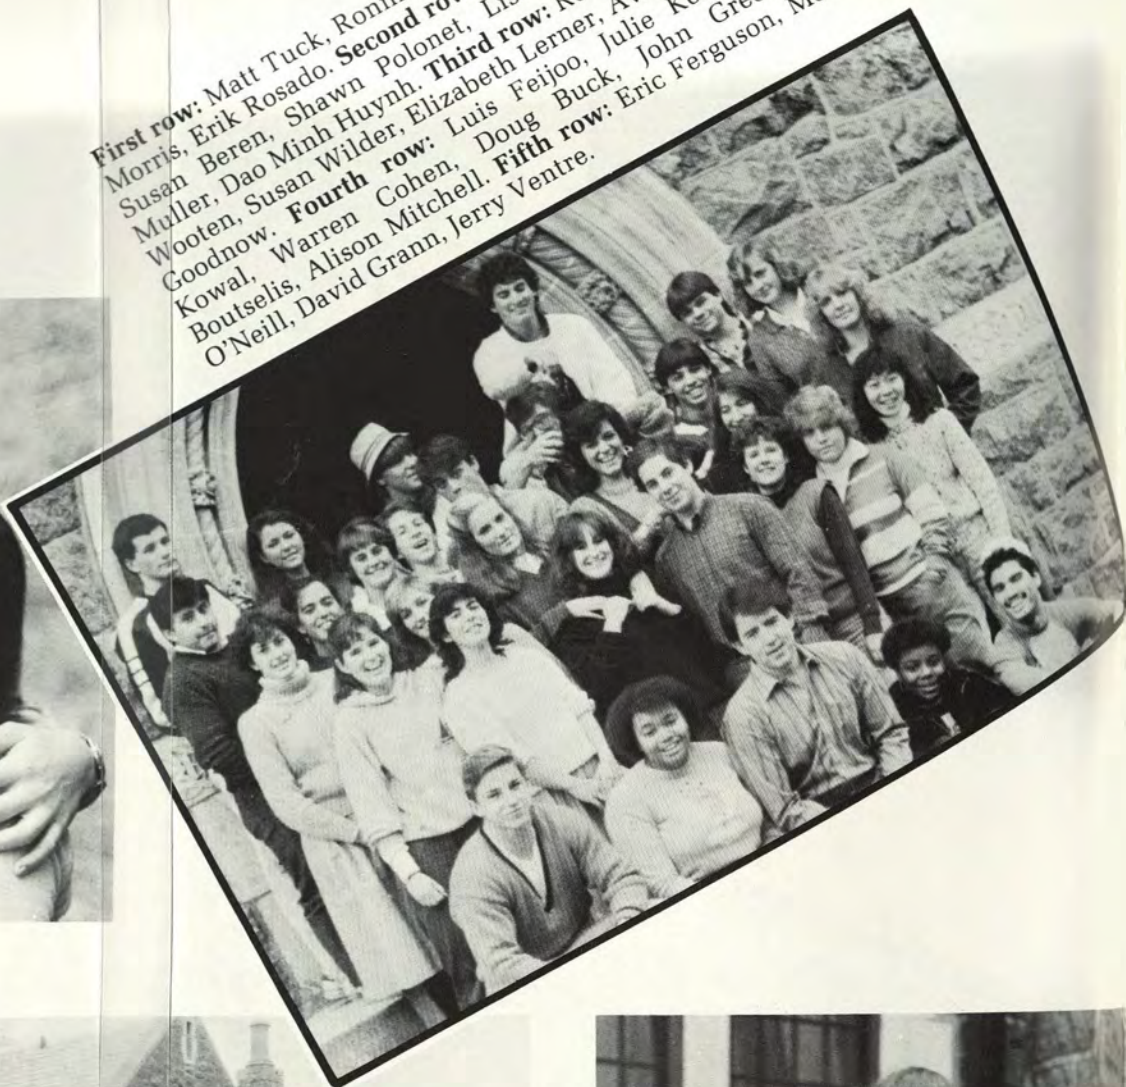 First row: Matt Tuck,
Morris, Erik Rosado. Second
Susan Beren, Shawn Polonet,
Muller, Dao Minh Huynh. Third row:
Wooten, Susan Wilder, Elizabeth Lerner,
Goodnow. Fourth row: Luis Feijoo, Julie
Kowal, Warren Cohen, Doug Buck, John
Boutselis, Alison Mitchell. Fifth row: Eric Ferguson,
O'Neill, David Grann, Jerry Ventre.